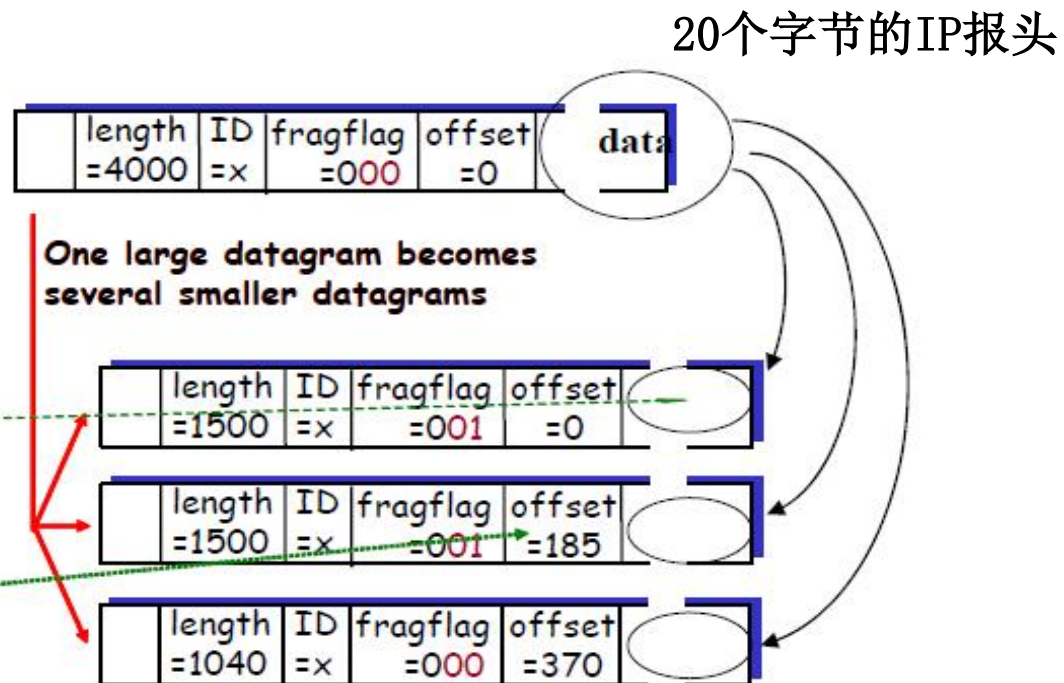 20个字节的IP报头
length ID fragflag offset data
=4000 =x =000 =0
One large datagram becomes
several smaller datagrams
length ID fragflag offset
=1500 =x =001 =0
length ID fragflag offset
=1500 =x =001 =185
length ID fragflag offset
=1040 =x =000 =370